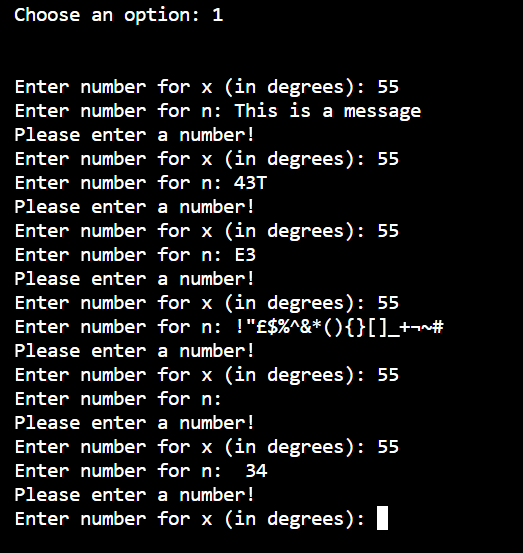 Choose an option: 1
Enter number for x (in degrees): 55
Enter number for n: This is a message
Please enter a number!
Enter number for x (in degrees): 55
Enter number for n: 43T
Please enter a number!
Enter number for x (in degrees): 55
Enter number for n: E3
Please enter a number!
Enter number for x (in degrees): 55
Enter number for n: !"£$%^&*(){}[]_+¬~#
Please enter a number!
Enter number for x (in degrees): 55
Enter number for n:
Please enter a number!
Enter number for x (in degrees): 55
Enter number for n:  34
Please enter a number!
Enter number for x (in degrees):